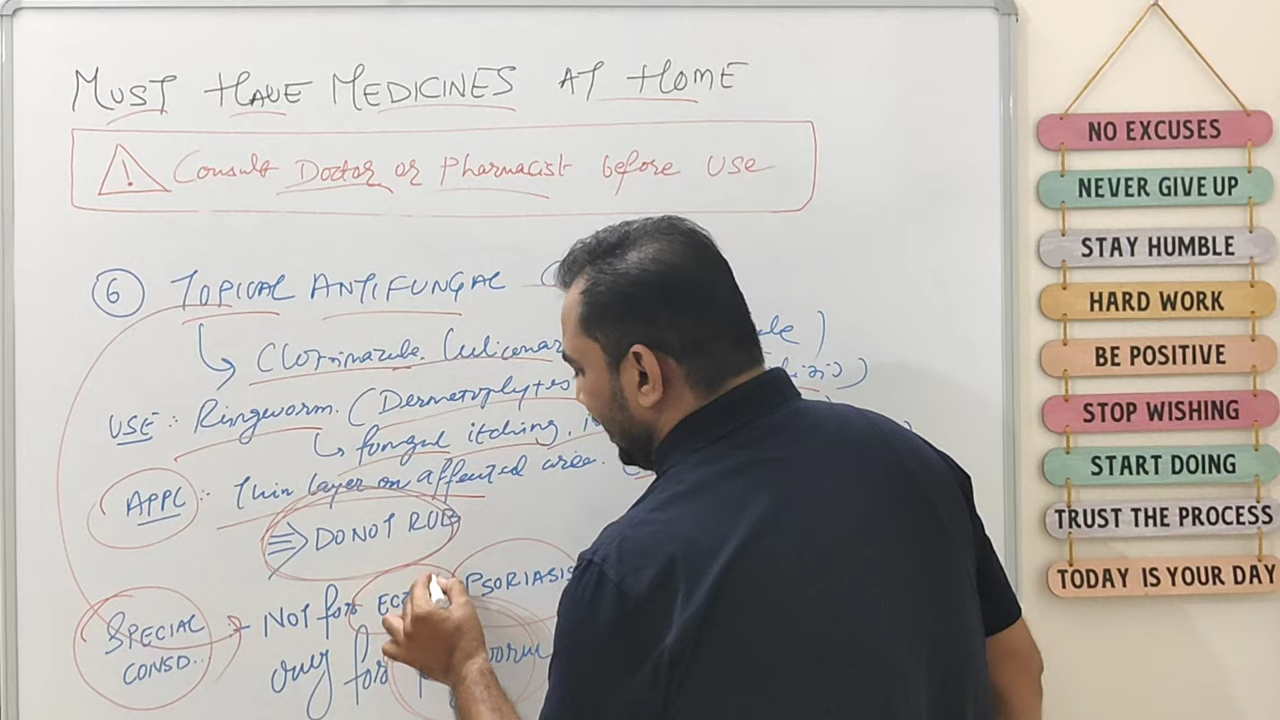 MUST HAVE MEDICINES AT HOME
Consult Doctor or Pharmacist before use
6 TOPICAL ANTIFUNGAL (
USE : Ringworm. (Dermatophytes
fungal itching.
APPL : Thin layer on affected area.
DO NOT RUB
SPECIAL CONSD.. Not for PSORIASIS
only for
NO EXCUSES
NEVER GIVE UP
STAY HUMBLE
HARD WORK
BE POSITIVE
STOP WISHING
START DOING
TRUST THE PROCESS
TODAY IS YOUR DAY